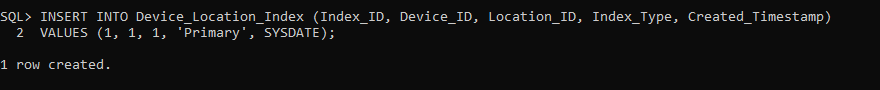 SQL> INSERT INTO Device_Location_Index (Index_ID, Device_ID, Location_ID, Index_Type, Created_Timestamp)
  2  VALUES (1, 1, 1, 'Primary', SYSDATE);
1 row created.